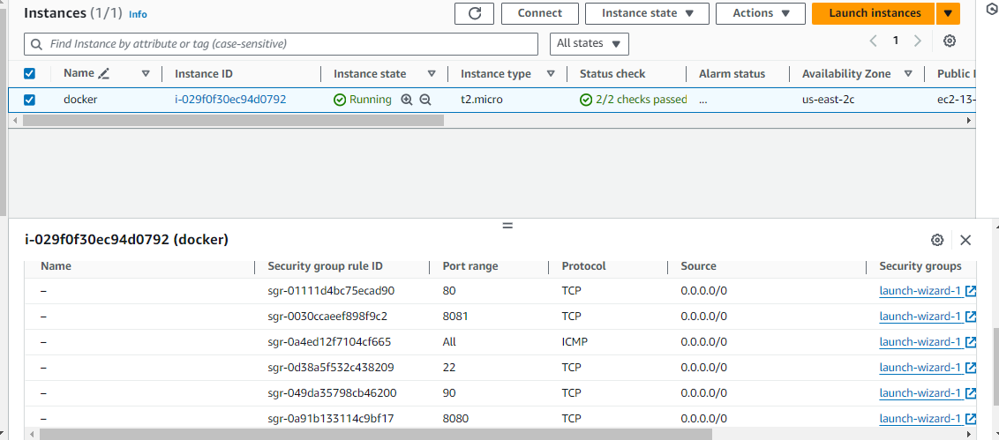 Instances (1/1) Info Connect Instance state Actions Launch instances
Find Instance by attribute or tag (case-sensitive) All states 1
Name Instance ID Instance state Instance type Status check Alarm status Availability Zone Public I
docker i-029f0f30ec94d0792 Running t2.micro 2/2 checks passed ... us-east-2c ec2-13-
i-029f0f30ec94d0792 (docker)
Name Security group rule ID Port range Protocol Source Security groups
– sgr-01111d4bc75ecad90 80 TCP 0.0.0.0/0 launch-wizard-1
– sgr-0030ccaeef898f9c2 8081 TCP 0.0.0.0/0 launch-wizard-1
– sgr-0a4ed12f7104cf665 All ICMP 0.0.0.0/0 launch-wizard-1
– sgr-0d38a5f532c438209 22 TCP 0.0.0.0/0 launch-wizard-1
– sgr-049da35798cb46200 90 TCP 0.0.0.0/0 launch-wizard-1
– sgr-0a91b133114c9bf17 8080 TCP 0.0.0.0/0 launch-wizard-1